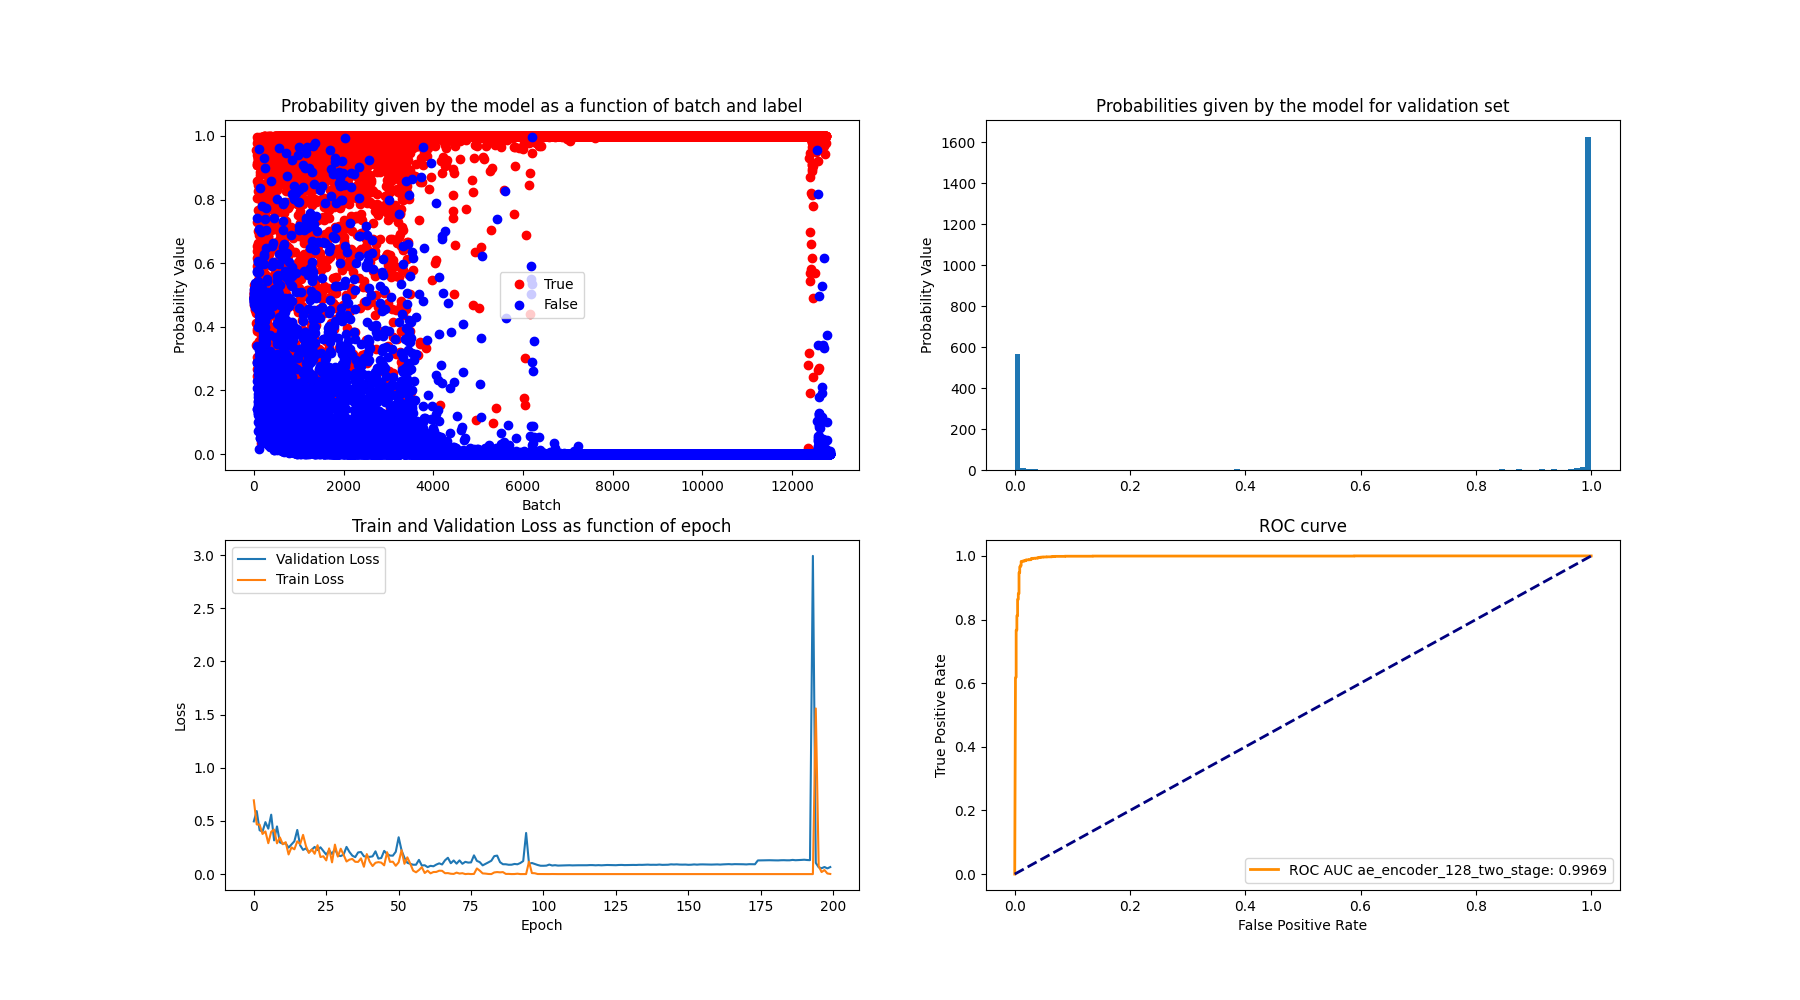 Probability given by the model as a function of batch and label
Probability Value
1.0
0.8
0.6
0.4
0.2
0.0
True
False
0 2000 4000 6000 8000 10000 12000
Batch
Probabilities given by the model for validation set
Probability Value
1600
1400
1200
1000
800
600
400
200
0
0.0 0.2 0.4 0.6 0.8 1.0
Train and Validation Loss as function of epoch
Loss
3.0
2.5
2.0
1.5
1.0
0.5
0.0
Validation Loss
Train Loss
0 25 50 75 100 125 150 175 200
Epoch
ROC curve
True Positive Rate
1.0
0.8
0.6
0.4
0.2
0.0
ROC AUC ae_encoder_128_two_stage: 0.9969
0.0 0.2 0.4 0.6 0.8 1.0
False Positive Rate